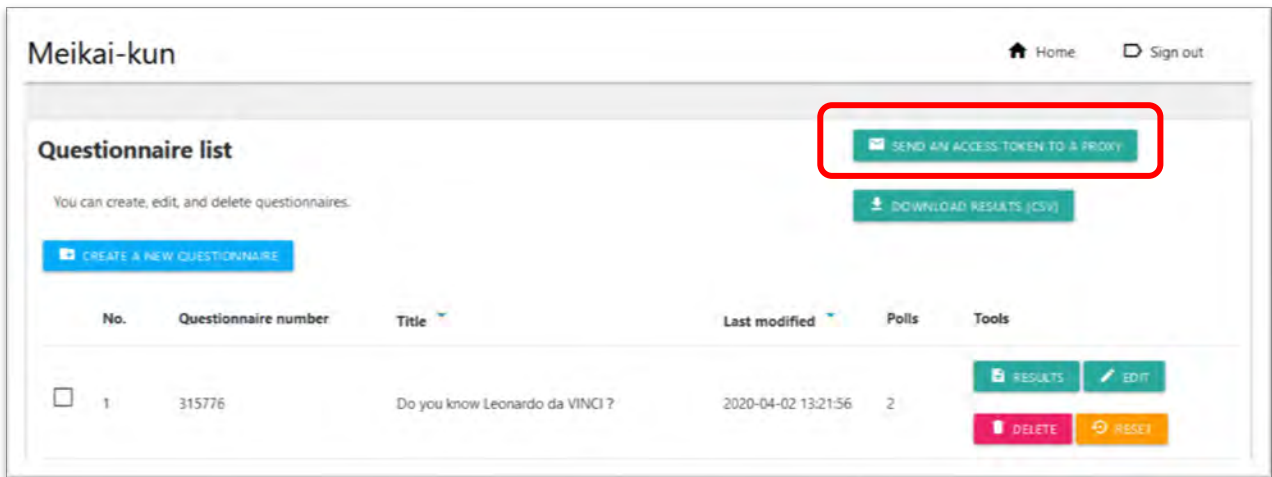 Meikai-kun
Home
Sign out
Questionnaire list
SEND AN ACCESS TOKEN TO A PROXY
You can create, edit, and delete questionnaires.
DOWNLOAD RESULTS (CSV)
CREATE A NEW QUESTIONNAIRE
No. Questionnaire number Title Last modified Polls Tools
RESULTS EDIT
1 315776 Do you know Leonardo da VINCI ? 2020-04-02 13:21:56 2
DELETE RESET